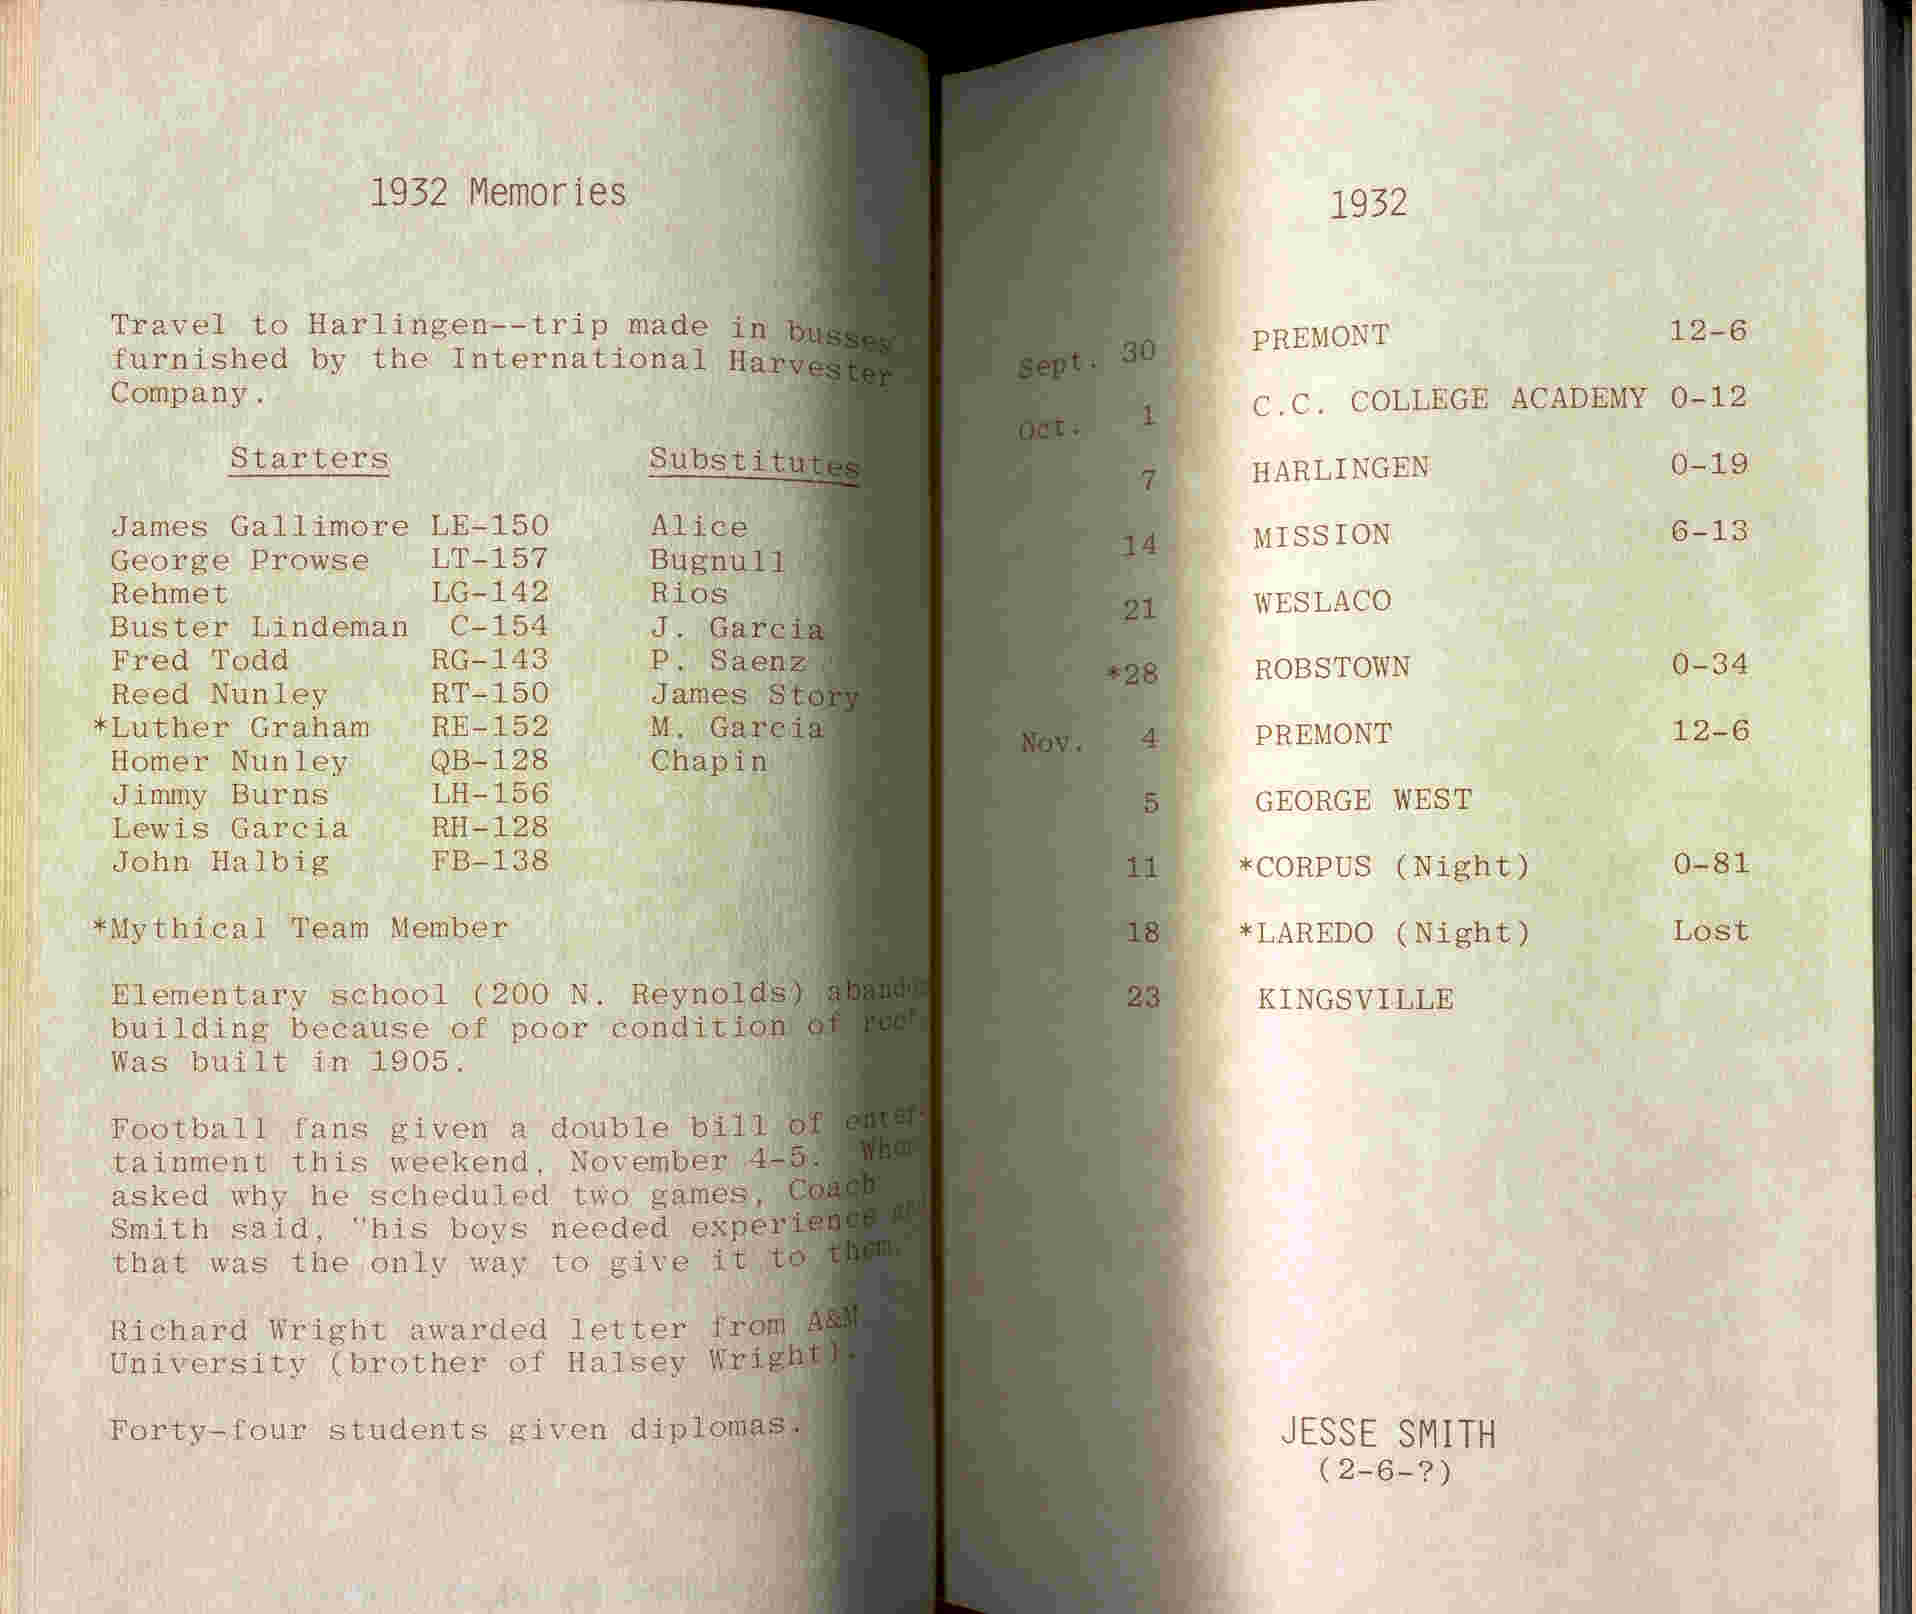 1932 Memories
Travel to Harlingen--trip made in busses
furnished by the International Harvester
Company.
Starters Substitutes
James Gallimore LE-150 Alice
George Prowse LT-157 Bugnull
Rehmet LG-142 Rios
Buster Lindeman C-154 J. Garcia
Fred Todd RG-143 P. Saenz
Reed Nunley RT-150 James Story
*Luther Graham RE-152 M. Garcia
Homer Nunley QB-128 Chapin
Jimmy Burns LH-156
Lewis Garcia RH-128
John Halbig FB-138
*Mythical Team Member
Elementary school (200 N. Reynolds)
building because of poor condition of roof
Was built in 1905.
Football fans given a double bill of enter-
tainment this weekend, November 4-5. When
asked why he scheduled two games, Coach
Smith said, "his boys needed experience and
that was the only way to give it to them.
Richard Wright awarded letter from A&M
University (brother of Halsey Wright).
Forty-four students given diplomas.
1932
Sept. 30 PREMONT 12-6
Oct. 1 C.C. COLLEGE ACADEMY 0-12
7 HARLINGEN 0-19
14 MISSION 6-13
21 WESLACO
*28 ROBSTOWN 0-34
Nov. 4 PREMONT 12-6
5 GEORGE WEST
11 *CORPUS (Night) 0-81
18 *LAREDO (Night) Lost
23 KINGSVILLE
JESSE SMITH
(2-6-?)